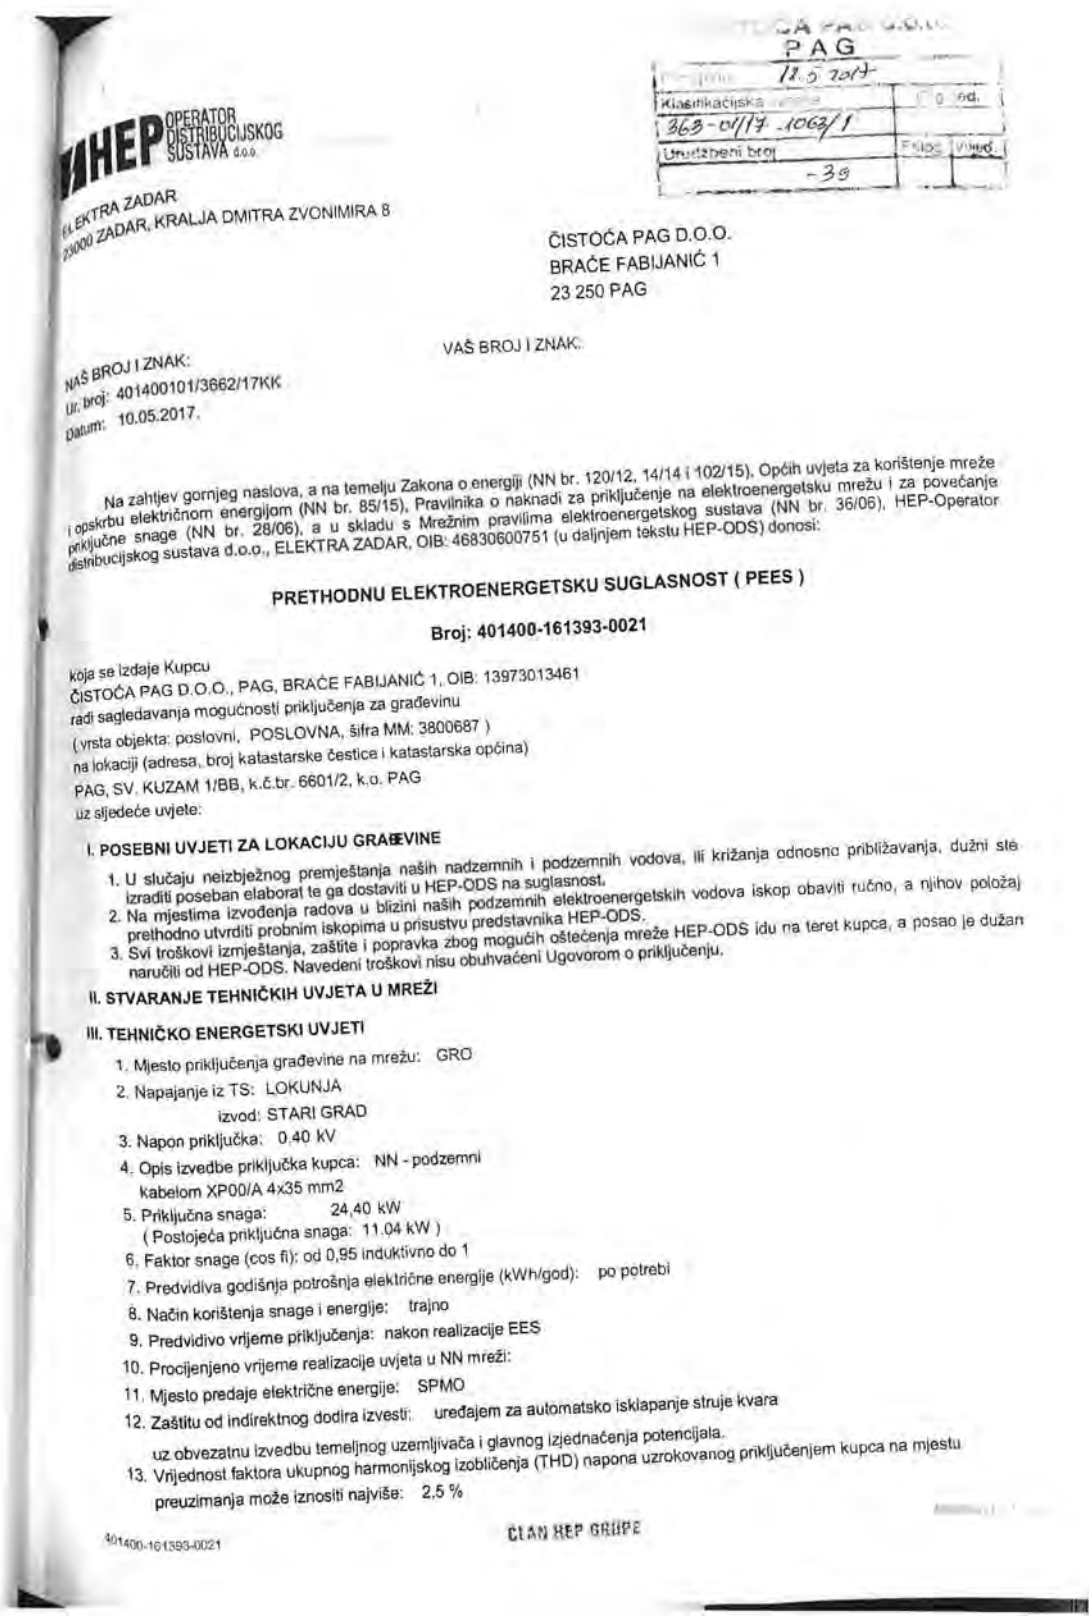 PAG
12.5 2017
Klasifikacijska
363-01/17 .1063/1
Urudžbeni broj
-39
HEP OPERATOR
DISTRIBUCIJSKOG
SUSTAVA d.o.o.
ELEKTRA ZADAR
23000 ZADAR, KRALJA DMITRA ZVONIMIRA 8
ČISTOĆA PAG D.O.O.
BRAĆE FABIJANIĆ 1
23 250 PAG
NAŠ BROJ I ZNAK:
VAŠ BROJ I ZNAK:
Ur. broj: 401400101/3662/17KK
Datum: 10.05.2017.
Na zahtjev gornjeg naslova, a na temelju Zakona o energiji (NN br. 120/12, 14/14 i 102/15), Općih uvjeta za korištenje mreže
i opskrbu električnom energijom (NN br. 85/15), Pravilnika o naknadi za priključenje na elektroenergetsku mrežu i za povećanje
priključne snage (NN br. 28/06), a u skladu s Mrežnim pravilima elektroenergetskog sustava (NN br. 36/06), HEP-Operator
distribucijskog sustava d.o.o., ELEKTRA ZADAR, OIB: 46830600751 (u daljnjem tekstu HEP-ODS) donosi:
PRETHODNU ELEKTROENERGETSKU SUGLASNOST ( PEES )
Broj: 401400-161393-0021
koja se izdaje Kupcu
ČISTOĆA PAG D.O.O., PAG, BRAĆE FABIJANIĆ 1, OIB: 13973013461
radi sagledavanja mogućnosti priključenja za građevinu
( vrsta objekta: poslovni, POSLOVNA, šifra MM: 3800687 )
na lokaciji (adresa, broj katastarske čestice i katastarska općina)
PAG, SV. KUZAM 1/BB, k.č.br. 6601/2, k.o. PAG
uz sljedeće uvjete:
I. POSEBNI UVJETI ZA LOKACIJU GRAĐEVINE
1. U slučaju neizbježnog premještanja naših nadzemnih i podzemnih vodova, ili križanja odnosno približavanja, dužni ste
izraditi poseban elaborat te ga dostaviti u HEP-ODS na suglasnost.
2. Na mjestima izvođenja radova u blizini naših podzemnih elektroenergetskih vodova iskop obaviti ručno, a njihov položaj
prethodno utvrditi probnim iskopima u prisustvu predstavnika HEP-ODS.
3. Svi troškovi izmještanja, zaštite i popravka zbog mogućih oštećenja mreže HEP-ODS idu na teret kupca, a posao je dužan
naručiti od HEP-ODS. Navedeni troškovi nisu obuhvaćeni Ugovorom o priključenju.
II. STVARANJE TEHNIČKIH UVJETA U MREŽI
III. TEHNIČKO ENERGETSKI UVJETI
1. Mjesto priključenja građevine na mrežu: GRO
2. Napajanje iz TS: LOKUNJA
izvod: STARI GRAD
3. Napon priključka: 0,40 kV
4. Opis izvedbe priključka kupca: NN - podzemni
kabelom XP00/A 4x35 mm2
5. Priključna snaga: 24,40 kW
( Postojeća priključna snaga: 11.04 kW )
6. Faktor snage (cos fi): od 0,95 induktivno do 1
7. Predvidiva godišnja potrošnja električne energije (kWh/god): po potrebi
8. Način korištenja snage i energije: trajno
9. Predvidivo vrijeme priključenja: nakon realizacije EES
10. Procijenjeno vrijeme realizacije uvjeta u NN mreži:
11. Mjesto predaje električne energije: SPMO
12. Zaštitu od indirektnog dodira izvesti: uređajem za automatsko isklapanje struje kvara
uz obvezatnu izvedbu temeljnog uzemljivača i glavnog izjednačenja potencijala.
13. Vrijednost faktora ukupnog harmonijskog izobličenja (THD) napona uzrokovanog priključenjem kupca na mjestu
preuzimanja može iznositi najviše: 2,5 %
401400-161393-0021
ČLAN HEP GRUPE